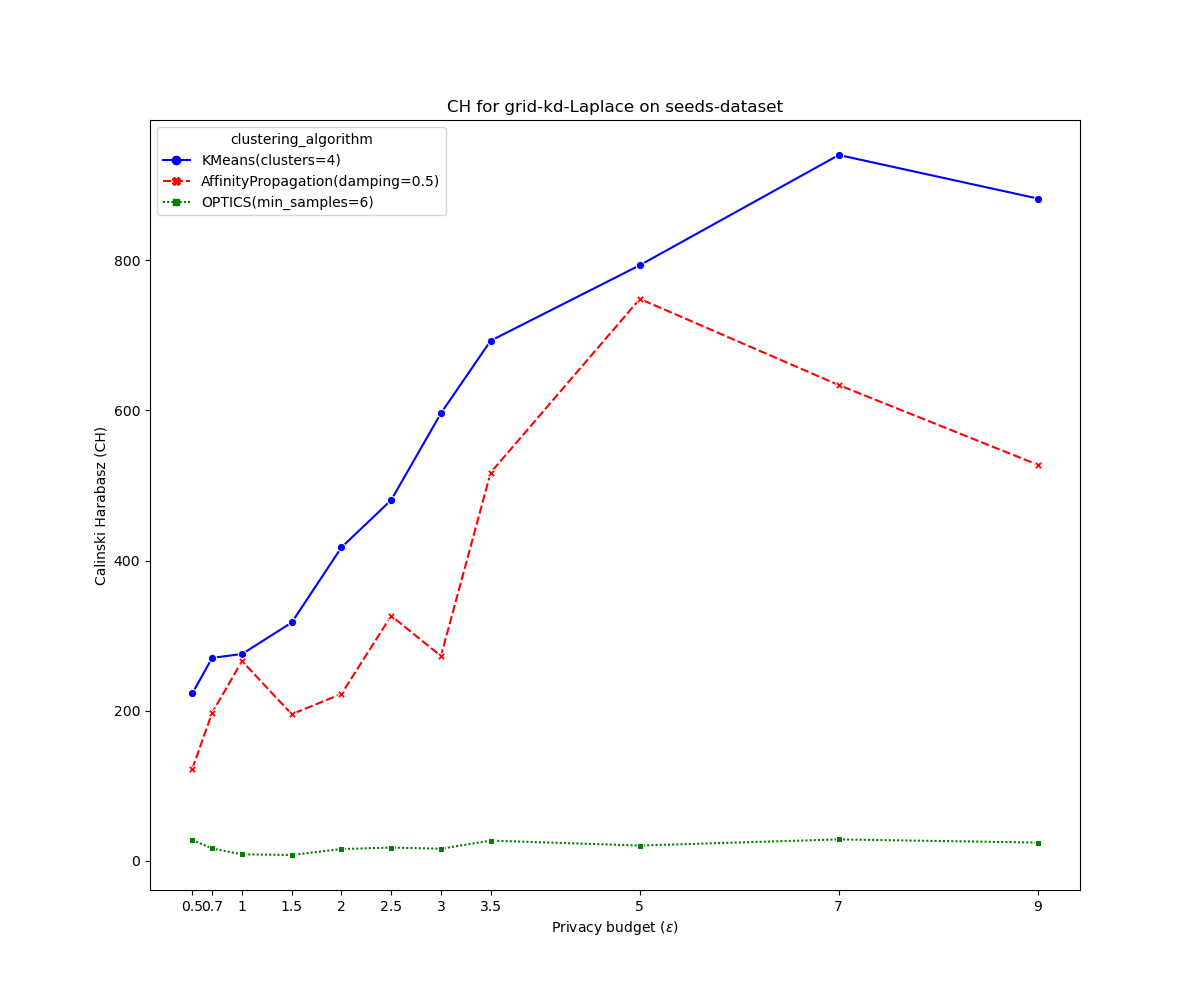 CH for grid-kd-Laplace on seeds-dataset
clustering_algorithm
KMeans(clusters=4)
AffinityPropagation(damping=0.5)
OPTICS(min_samples=6)
800
600
400
200
0
Calinski Harabasz (CH)
0.5 0.7 1 1.5 2 2.5 3 3.5 5 7 9
Privacy budget (ε)